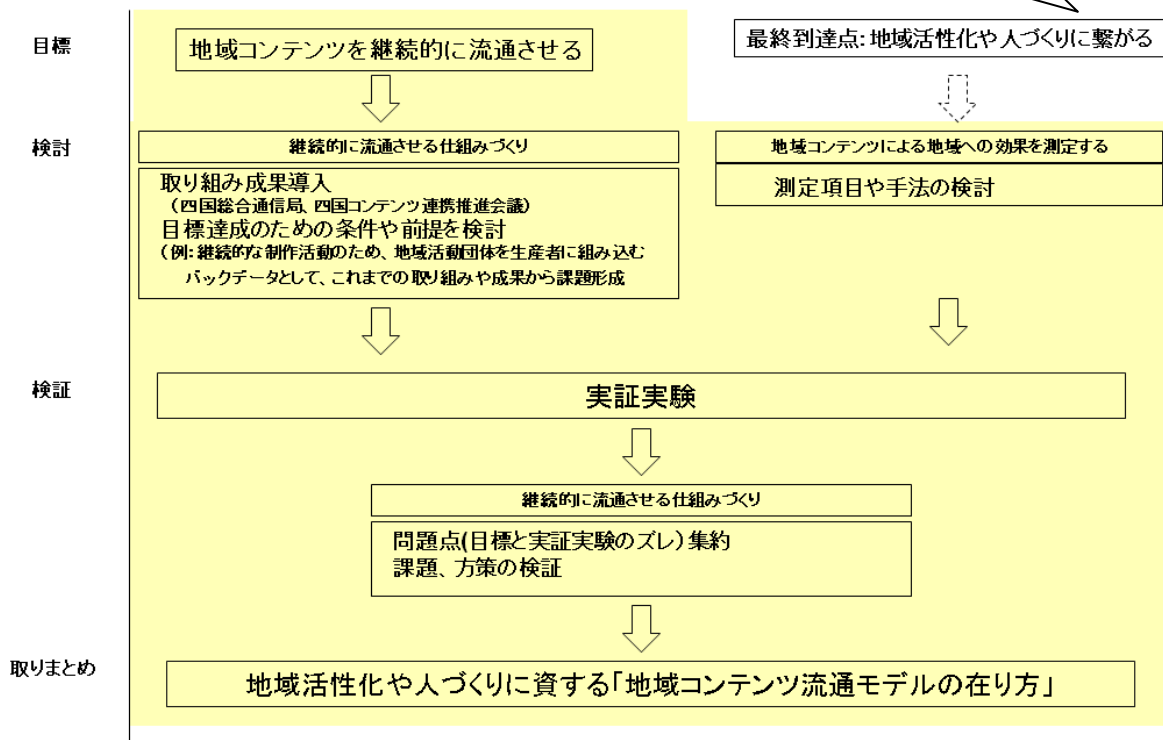 目標
地域コンテンツを継続的に流通させる
最終到達点:地域活性化や人づくりに繋がる
検討
継続的に流通させる仕組みづくり
取り組み成果導入
(四国総合通信局、四国コンテンツ連携推進会議)
目標達成のための条件や前提を検討
(例:継続的な制作活動のため、地域活動団体を生産者に組み込む
バックデータとして、これまでの取り組みや成果から課題形成
地域コンテンツによる地域への効果を測定する
測定項目や手法の検討
検証
実証実験
継続的に流通させる仕組みづくり
問題点(目標と実証実験のズレ)集約
課題、方策の検証
取りまとめ
地域活性化や人づくりに資する「地域コンテンツ流通モデルの在り方」